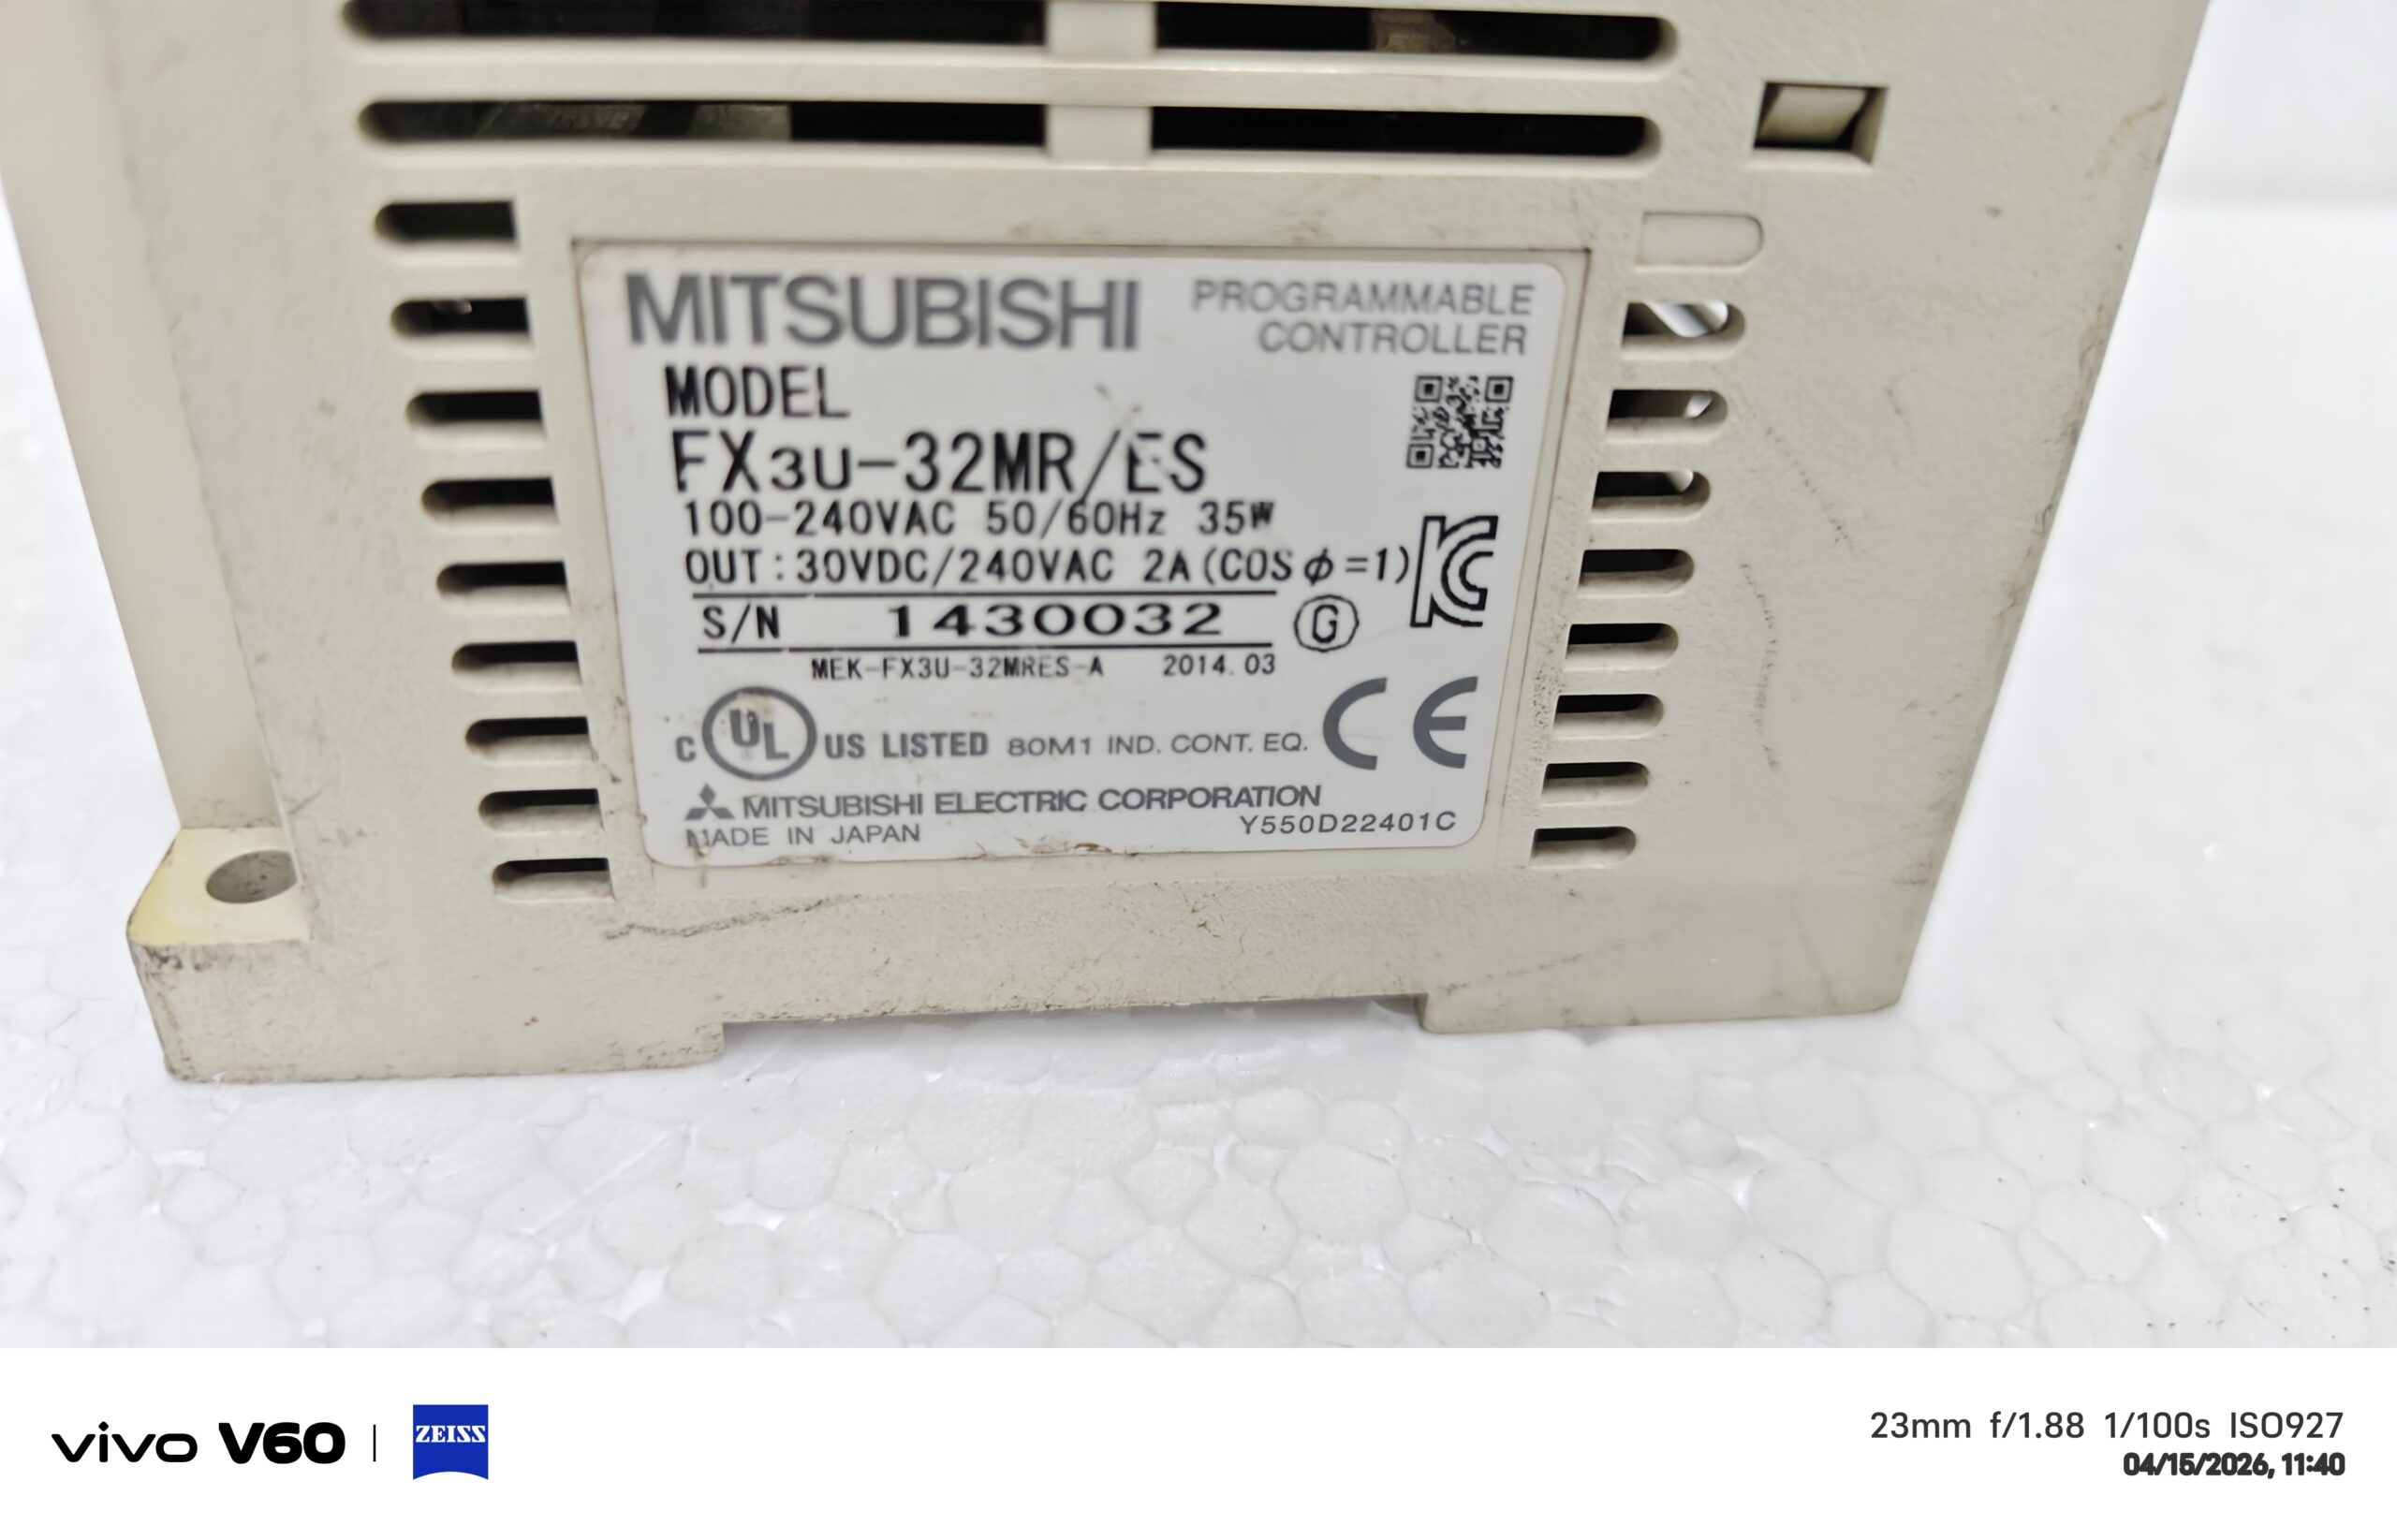 MITSUBISHI PROGRAMMABLE CONTROLLER
MODEL
FX3U-32MR/ES
100-240VAC 50/60Hz 35W
OUT:30VDC/240VAC 2A(COSφ=1)
S/N 1430032 G
MEK-FX3U-32MRES-A 2014.03
C UL US LISTED 80M1 IND. CONT. EQ. CE
MITSUBISHI ELECTRIC CORPORATION
MADE IN JAPAN Y550D22401C
vivo V60 | ZEISS
23mm f/1.88 1/100s ISO927
04/15/2026, 11:40